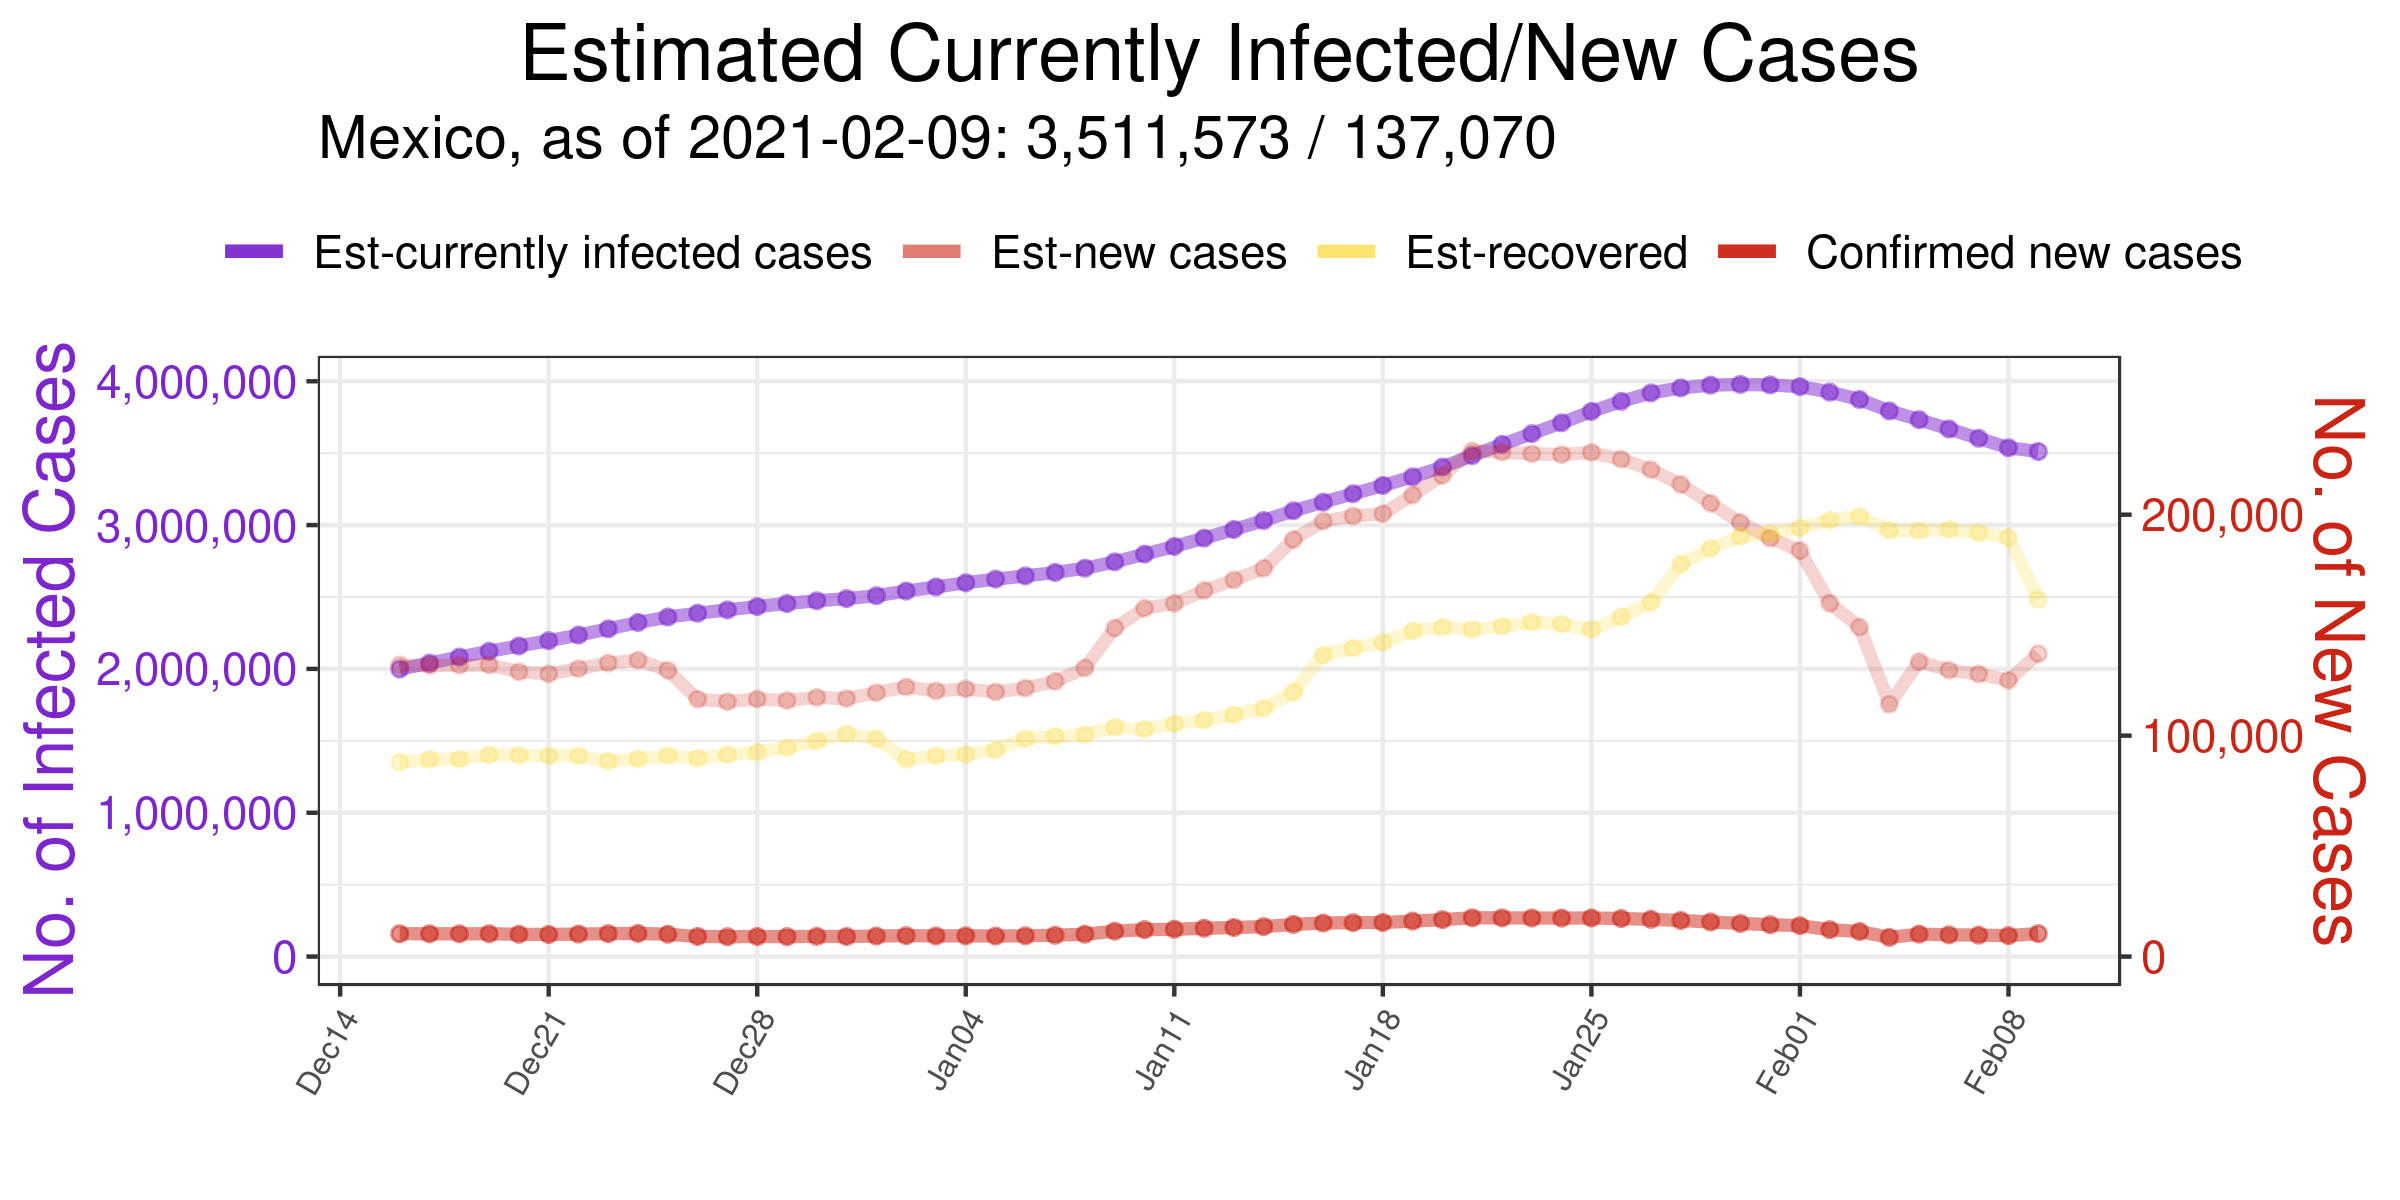 Estimated Currently Infected/New Cases
Mexico, as of 2021-02-09: 3,511,573 / 137,070
Est-currently infected cases Est-new cases Est-recovered Confirmed new cases
No. of Infected Cases
4,000,000
3,000,000
2,000,000
1,000,000
0
No. of New Cases
200,000
100,000
0
Dec14 Dec21 Dec28 Jan04 Jan11 Jan18 Jan25 Feb01 Feb08